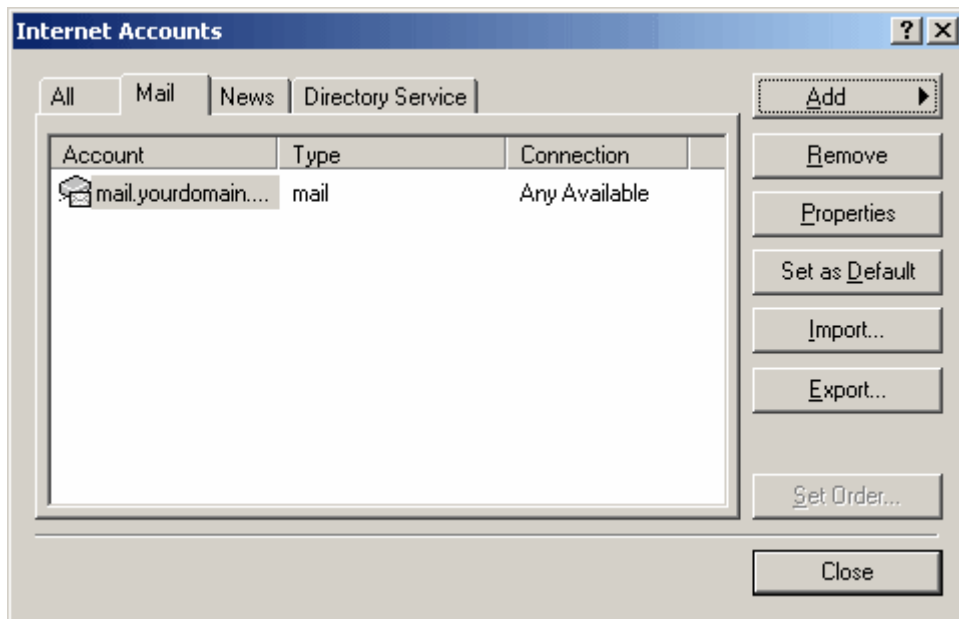 Internet Accounts
All Mail News Directory Service
Add
Account Type Connection
Remove
mail.yourdomain.... mail Any Available
Properties
Set as Default
Import...
Export...
Set Order...
Close